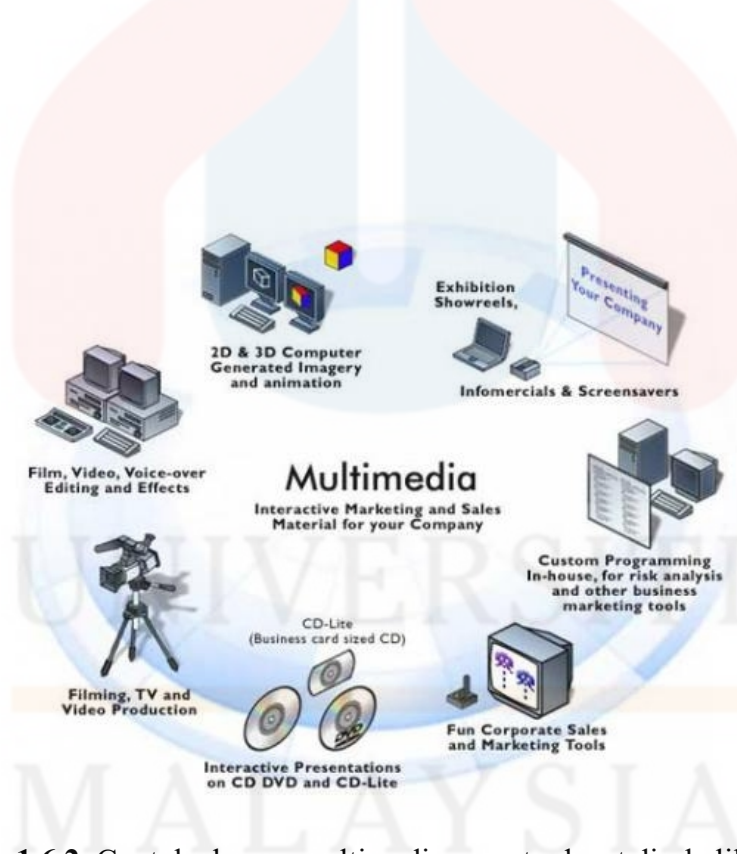 2D & 3D Computer
Generated Imagery
and animation
Exhibition
Showreels,
Presenting
Your Company
Infomercials & Screensavers
Film, Video, Voice-over
Editing and Effects
Multimedia
Interactive Marketing and Sales
Material for your Company
Custom Programming
In-house, for risk analysis
and other business
marketing tools
Filming, TV and
Video Production
CD-Lite
(Business card sized CD)
DVD
Interactive Presentations
on CD DVD and CD-Lite
Fun Corporate Sales
and Marketing Tools
UNIVERSITI
MALAYSIA